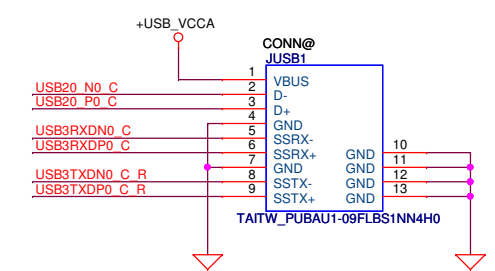 +USB_VCCA
CONN@
JUSB1
1 VBUS
USB20_N0_C 2 D-
USB20_P0_C 3 D+
4 GND
USB3RXDN0_C 5 SSRX-
USB3RXDP0_C 6 SSRX+ GND 10
7 GND GND 11
USB3TXDN0_C_R 8 SSTX- GND 12
USB3TXDP0_C_R 9 SSTX+ GND 13
TAITW_PUBAU1-09FLBS1NN4H0